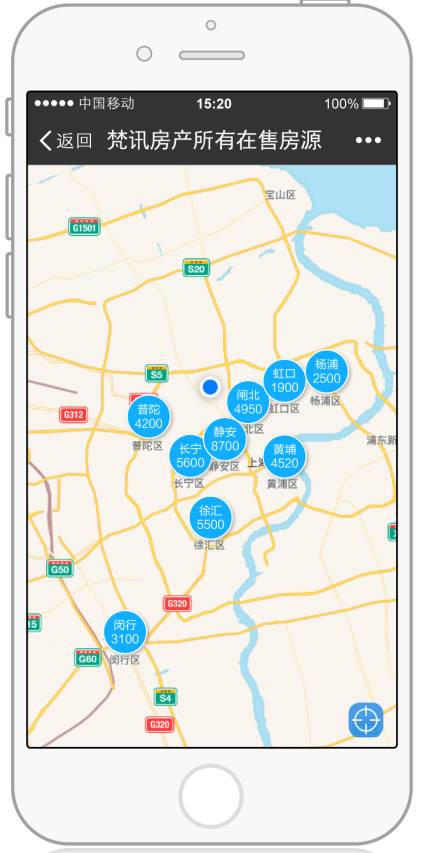 中国移动 15:20 100%
返回 梵讯房产所有在售房源
宝山区
G1501
S20
S5
杨浦
2500
虹口
1900
闸北
4950
杨浦区
虹口区
G312
普陀
4200
北区
静安
8700
普陀区
浦东新
长宁
5600
黄埔
4520
静安区
上海
长宁区
黄浦区
徐汇
5500
徐汇区
G50
G320
15
闵行
3100
G60
闵行区
S4
G320